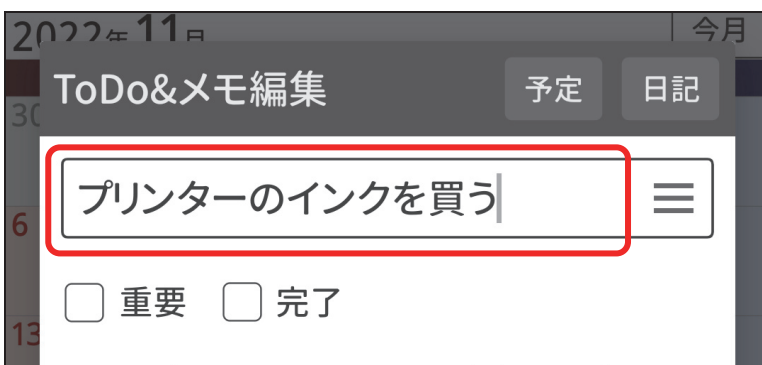 2022年11月 今月
ToDo&メモ編集 予定 日記
30
プリンターのインクを買う
6
重要 完了
13